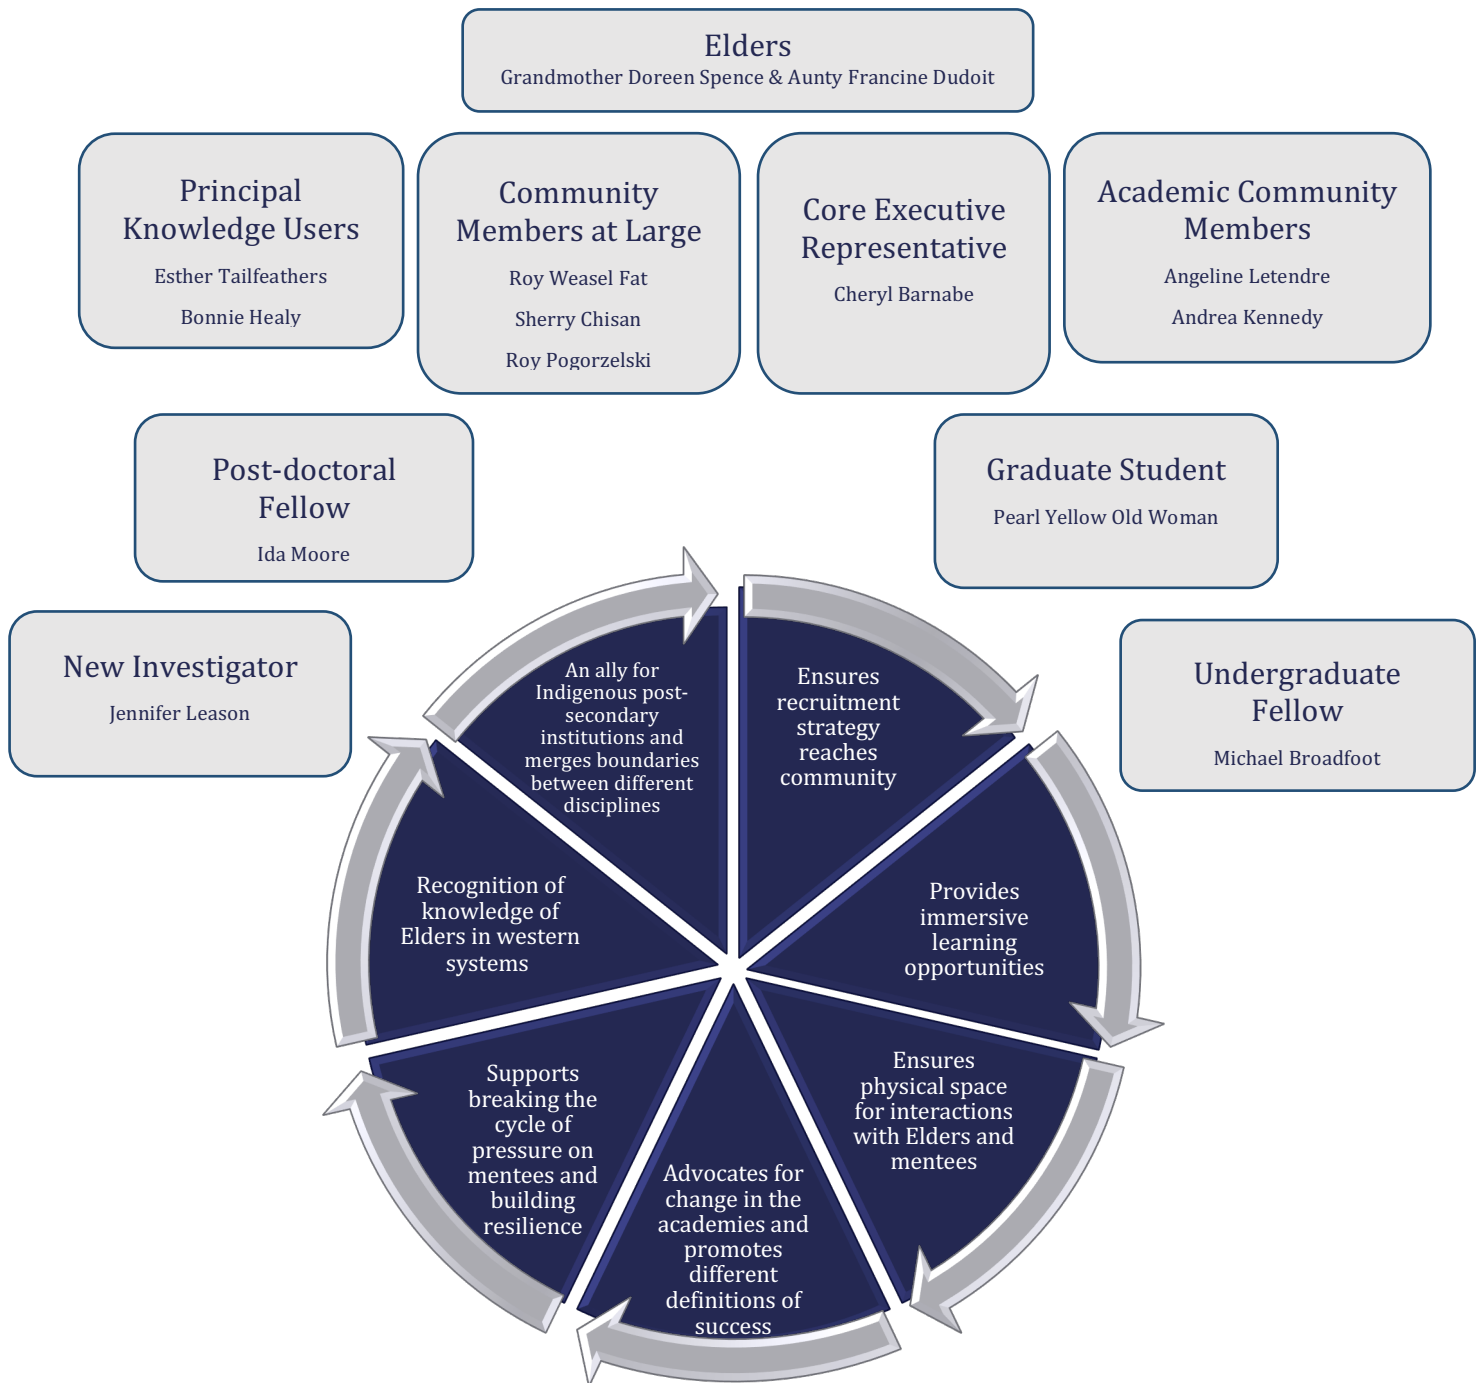 Elders
Grandmother Doreen Spence & Aunty Francine Dudoit
Principal
Knowledge Users
Esther Tailfeathers
Bonnie Healy
Community
Members at Large
Roy Weasel Fat
Sherry Chisan
Roy Pogorzelski
Core Executive
Representative
Cheryl Barnabe
Academic Community
Members
Angeline Letendre
Andrea Kennedy
Post-doctoral
Fellow
Ida Moore
Graduate Student
Pearl Yellow Old Woman
New Investigator
Jennifer Leason
Undergraduate
Fellow
Michael Broadfoot
Ensures
recruitment
strategy
reaches
community
Provides
immersive
learning
opportunities
Ensures
physical space
for interactions
with Elders and
mentees
Advocates for
change in the
academies and
promotes
different
definitions of
success
Supports
breaking the
cycle of
pressure on
mentees and
building
resilience
Recognition of
knowledge of
Elders in western
systems
An ally for
Indigenous post-
secondary
institutions and
merges boundaries
between different
disciplines